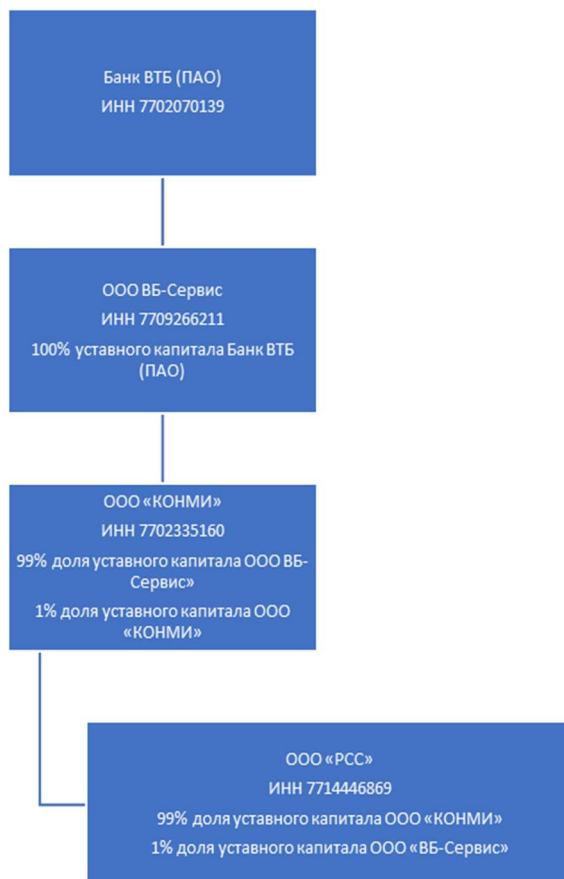 Банк ВТБ (ПАО)
ИНН 7702070139
ООО ВБ-Сервис
ИНН 7709266211
100% уставного капитала Банк ВТБ
(ПАО)
ООО «КОНМИ»
ИНН 7702335160
99% доля уставного капитала ООО ВБ-
Сервис»
1% доля уставного капитала ООО
«КОНМИ»
ООО «РСС»
ИНН 7714446869
99% доля уставного капитала ООО «КОНМИ»
1% доля уставного капитала ООО «ВБ-Сервис»